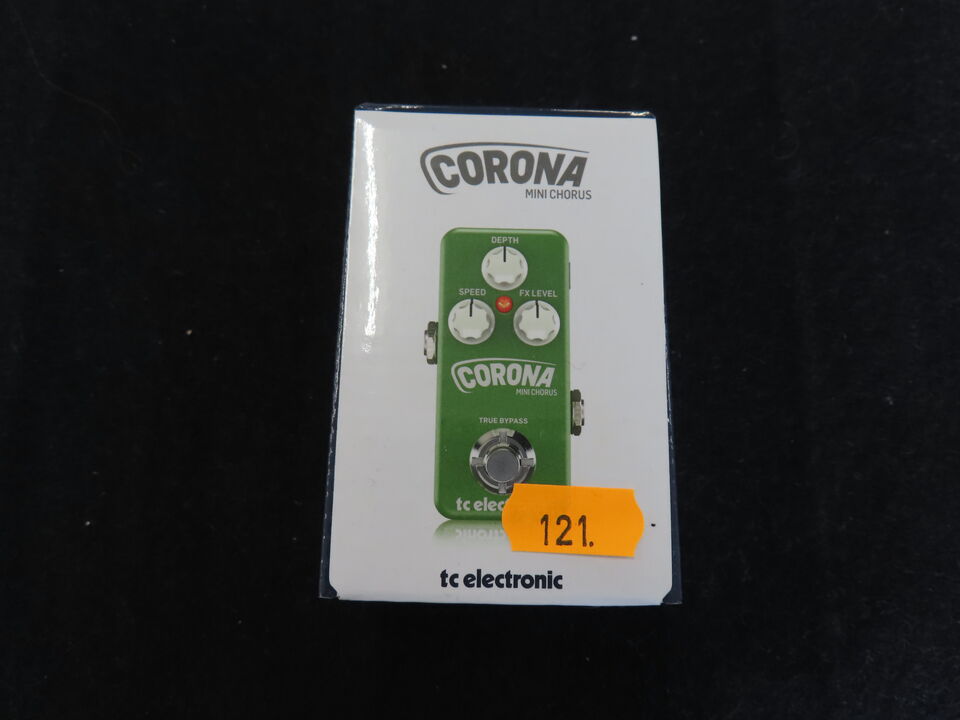 CORONA
MINI CHORUS
DEPTH
SPEED FX LEVEL
CORONA
MINI CHORUS
TRUE BYPASS
tc elec
121.
tc electronic